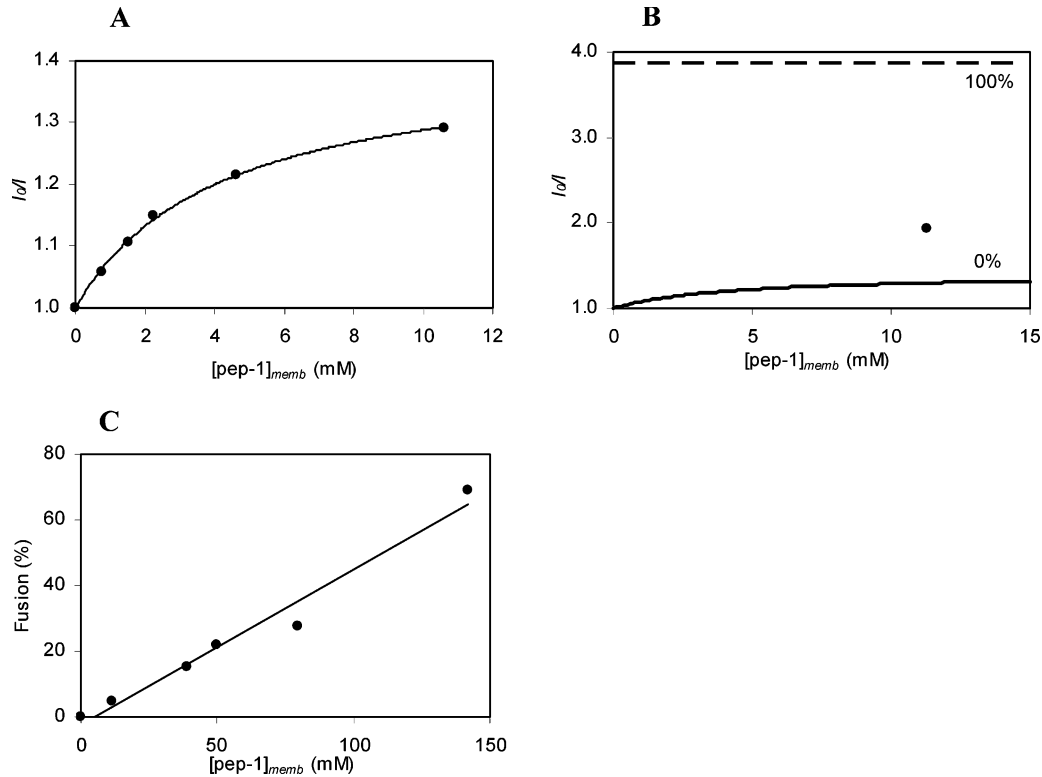 A
I0/I
1.4
1.3
1.2
1.1
1.0
0 2 4 6 8 10 12
[pep-1]memb (mM)
B
I0/I
4.0
3.0
2.0
1.0
100%
0%
0 5 10 15
[pep-1]memb (mM)
C
Fusion (%)
80
60
40
20
0
0 50 100 150
[pep-1]memb (mM)